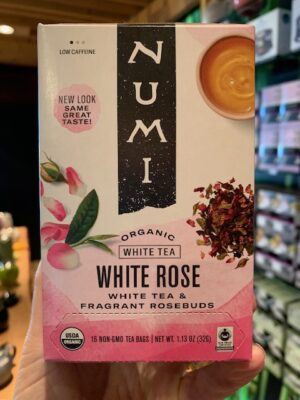 LOW CAFFEINE
NUMI
NEW LOOK
SAME
GREAT
TASTE!
ORGANIC
WHITE TEA
WHITE ROSE
WHITE TEA &
FRAGRANT ROSEBUDS
USDA
ORGANIC
16 NON-GMO TEA BAGS | NET WT. 1.13 OZ (32G)